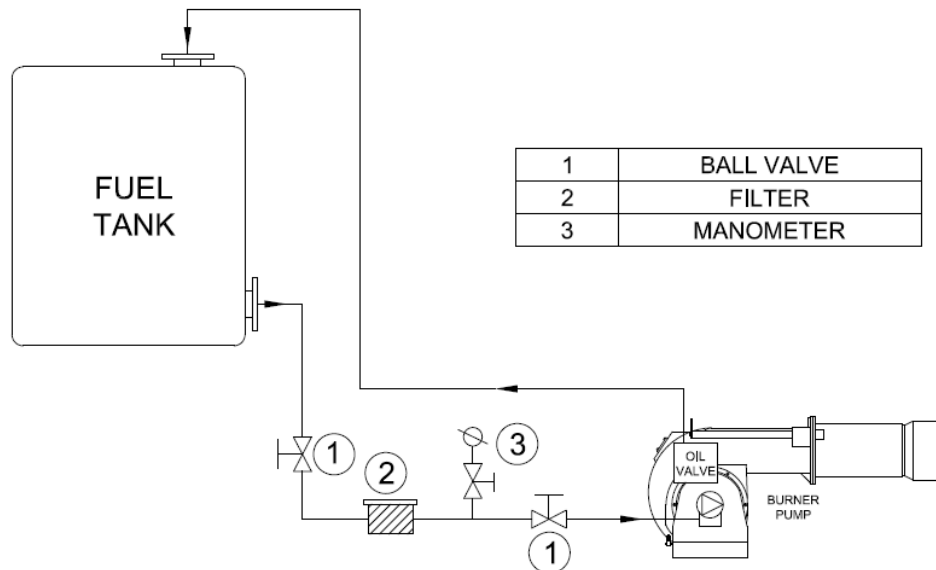 FUEL
TANK
1 BALL VALVE
2 FILTER
3 MANOMETER
1
2
3
1
OIL
VALVE
BURNER
PUMP